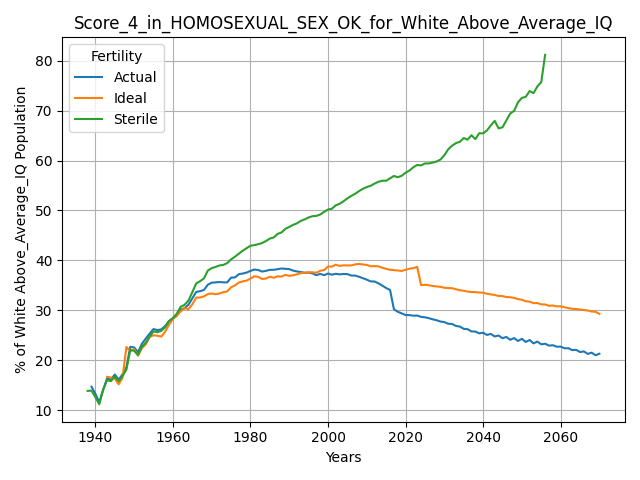 Score_4_in_HOMOSEXUAL_SEX_OK_for_White_Above_Average_IQ
Fertility
Actual
Ideal
Sterile
% of White Above_Average_IQ Population
80
70
60
50
40
30
20
10
1940 1960 1980 2000 2020 2040 2060
Years